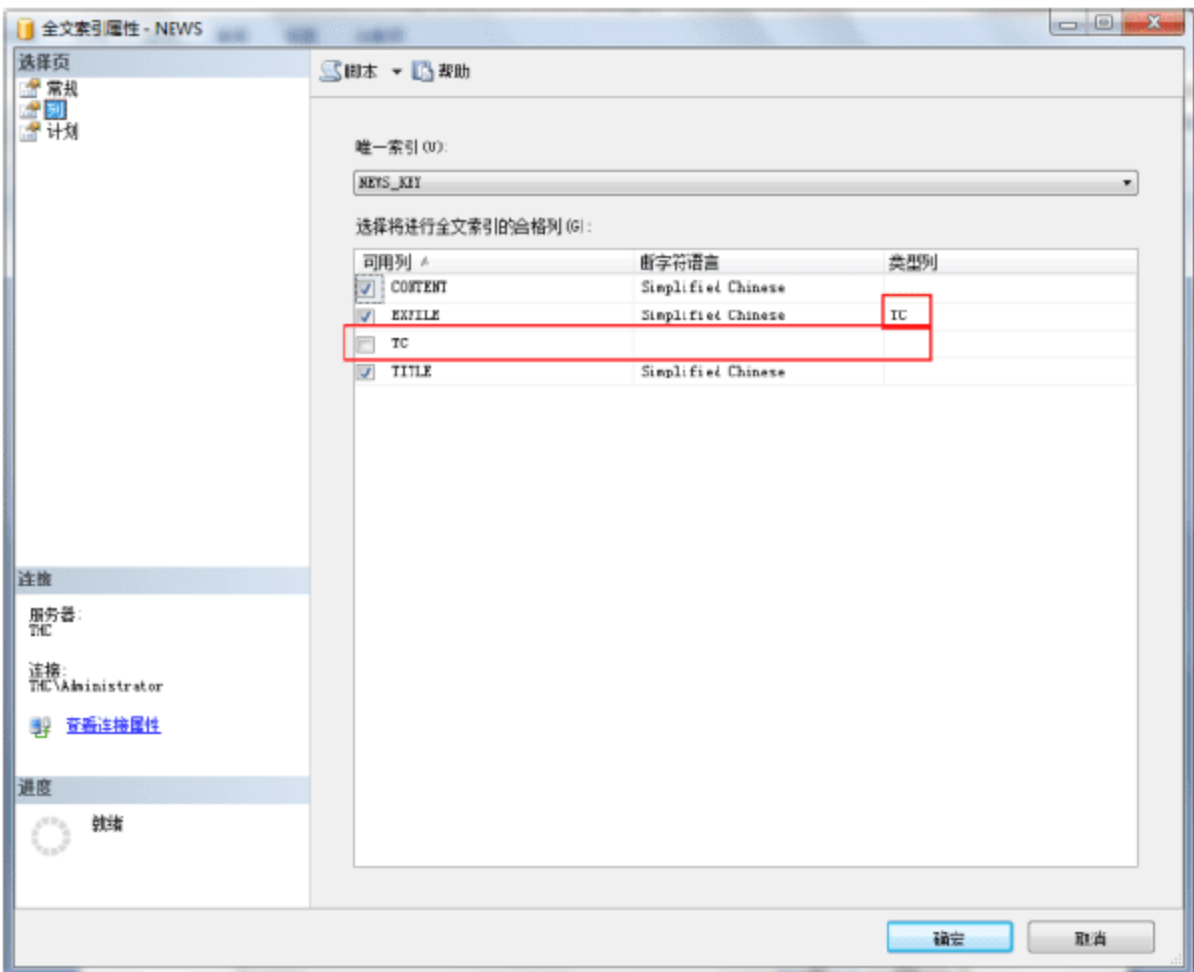 全文索引属性 - NEWS
选择页
常规
列
计划
脚本 帮助
唯一索引(U):
NEWS_KEY
选择将进行全文索引的合格列(G):
可用列 断字符语言 类型列
CONTENT Simplified Chinese
EXFILE Simplified Chinese TC
TC
TITLE Simplified Chinese
连接
服务器:
THC
连接:
THC\Administrator
查看连接属性
进度
就绪
确定 取消